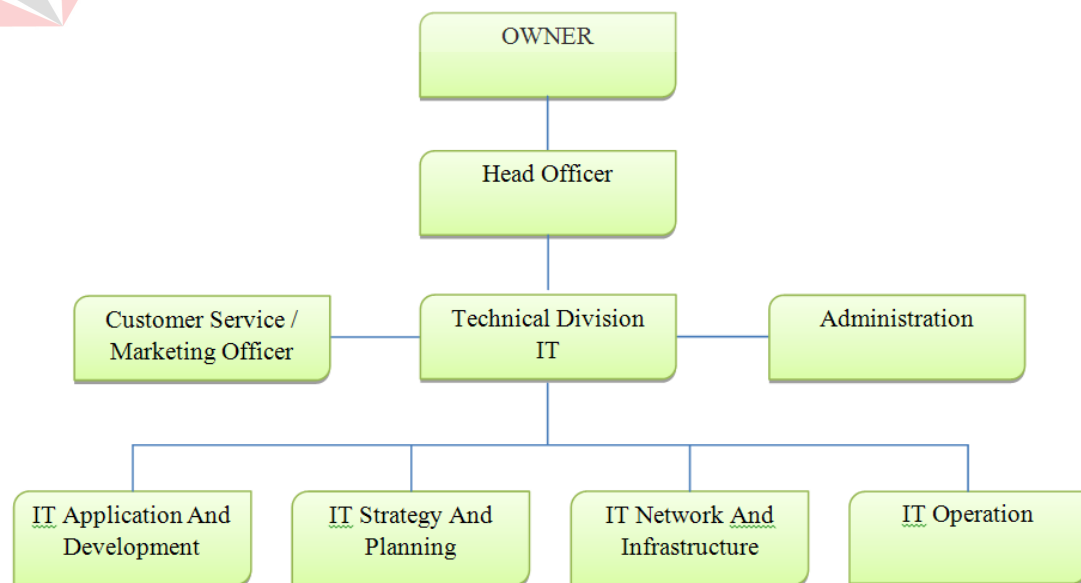 OWNER
Head Officer
Customer Service /
Marketing Officer
Technical Division
IT
Administration
IT Application And
Development
IT Strategy And
Planning
IT Network And
Infrastructure
IT Operation